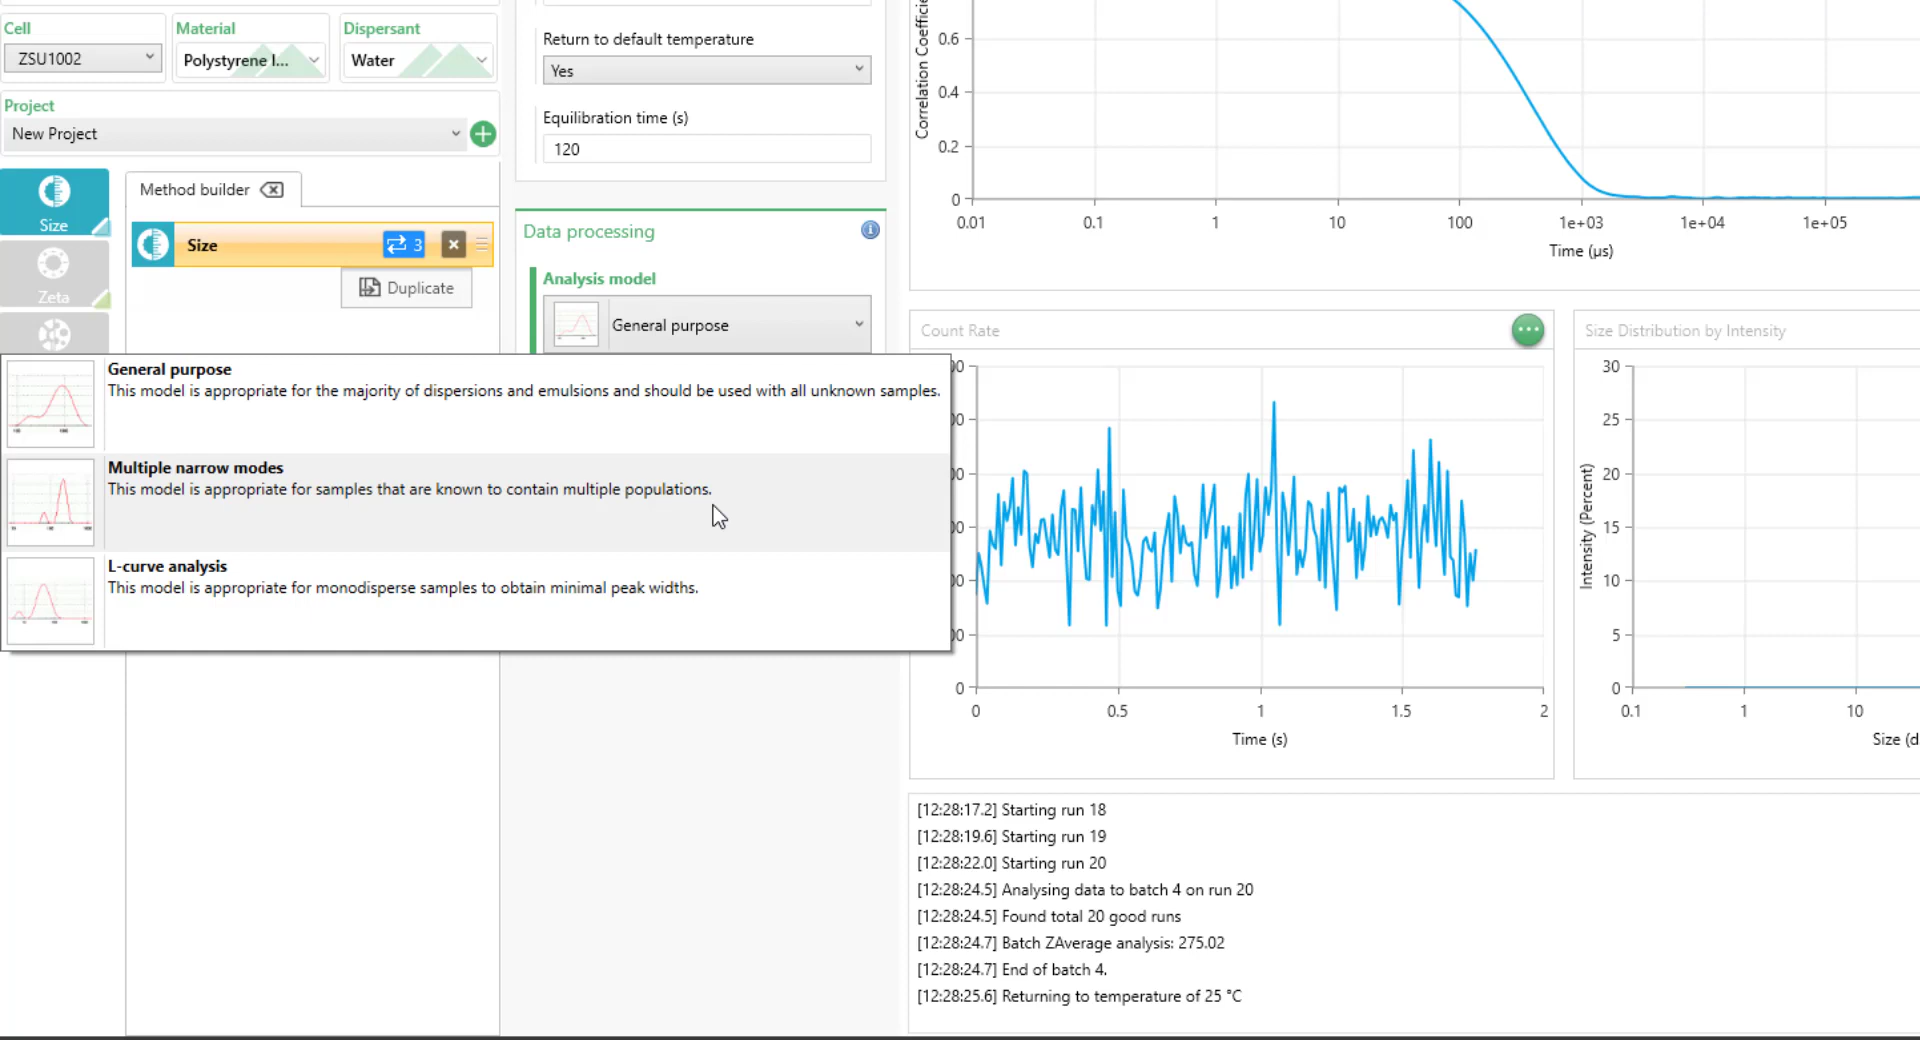 Cell
Material
Dispersant
ZSU1002
Polystyrene l...
Water
Project
New Project
Size
Zeta
Method builder
Size
3
Duplicate
Return to default temperature
Yes
Equilibration time (s)
120
Data processing
Analysis model
General purpose
General purpose
This model is appropriate for the majority of dispersions and emulsions and should be used with all unknown samples.
Multiple narrow modes
This model is appropriate for samples that are known to contain multiple populations.
L-curve analysis
This model is appropriate for monodisperse samples to obtain minimal peak widths.
Correlation Coeffici
0.6
0.4
0.2
0
0.01
0.1
1
10
100
1e+03
1e+04
1e+05
Time (µs)
Count Rate
0
0
0.5
1
1.5
2
Time (s)
Size Distribution by Intensity
Intensity (Percent)
30
25
20
15
10
5
0
0.1
1
10
Size (d
[12:28:17.2] Starting run 18
[12:28:19.6] Starting run 19
[12:28:22.0] Starting run 20
[12:28:24.5] Analysing data to batch 4 on run 20
[12:28:24.5] Found total 20 good runs
[12:28:24.7] Batch ZAverage analysis: 275.02
[12:28:24.7] End of batch 4.
[12:28:25.6] Returning to temperature of 25 °C